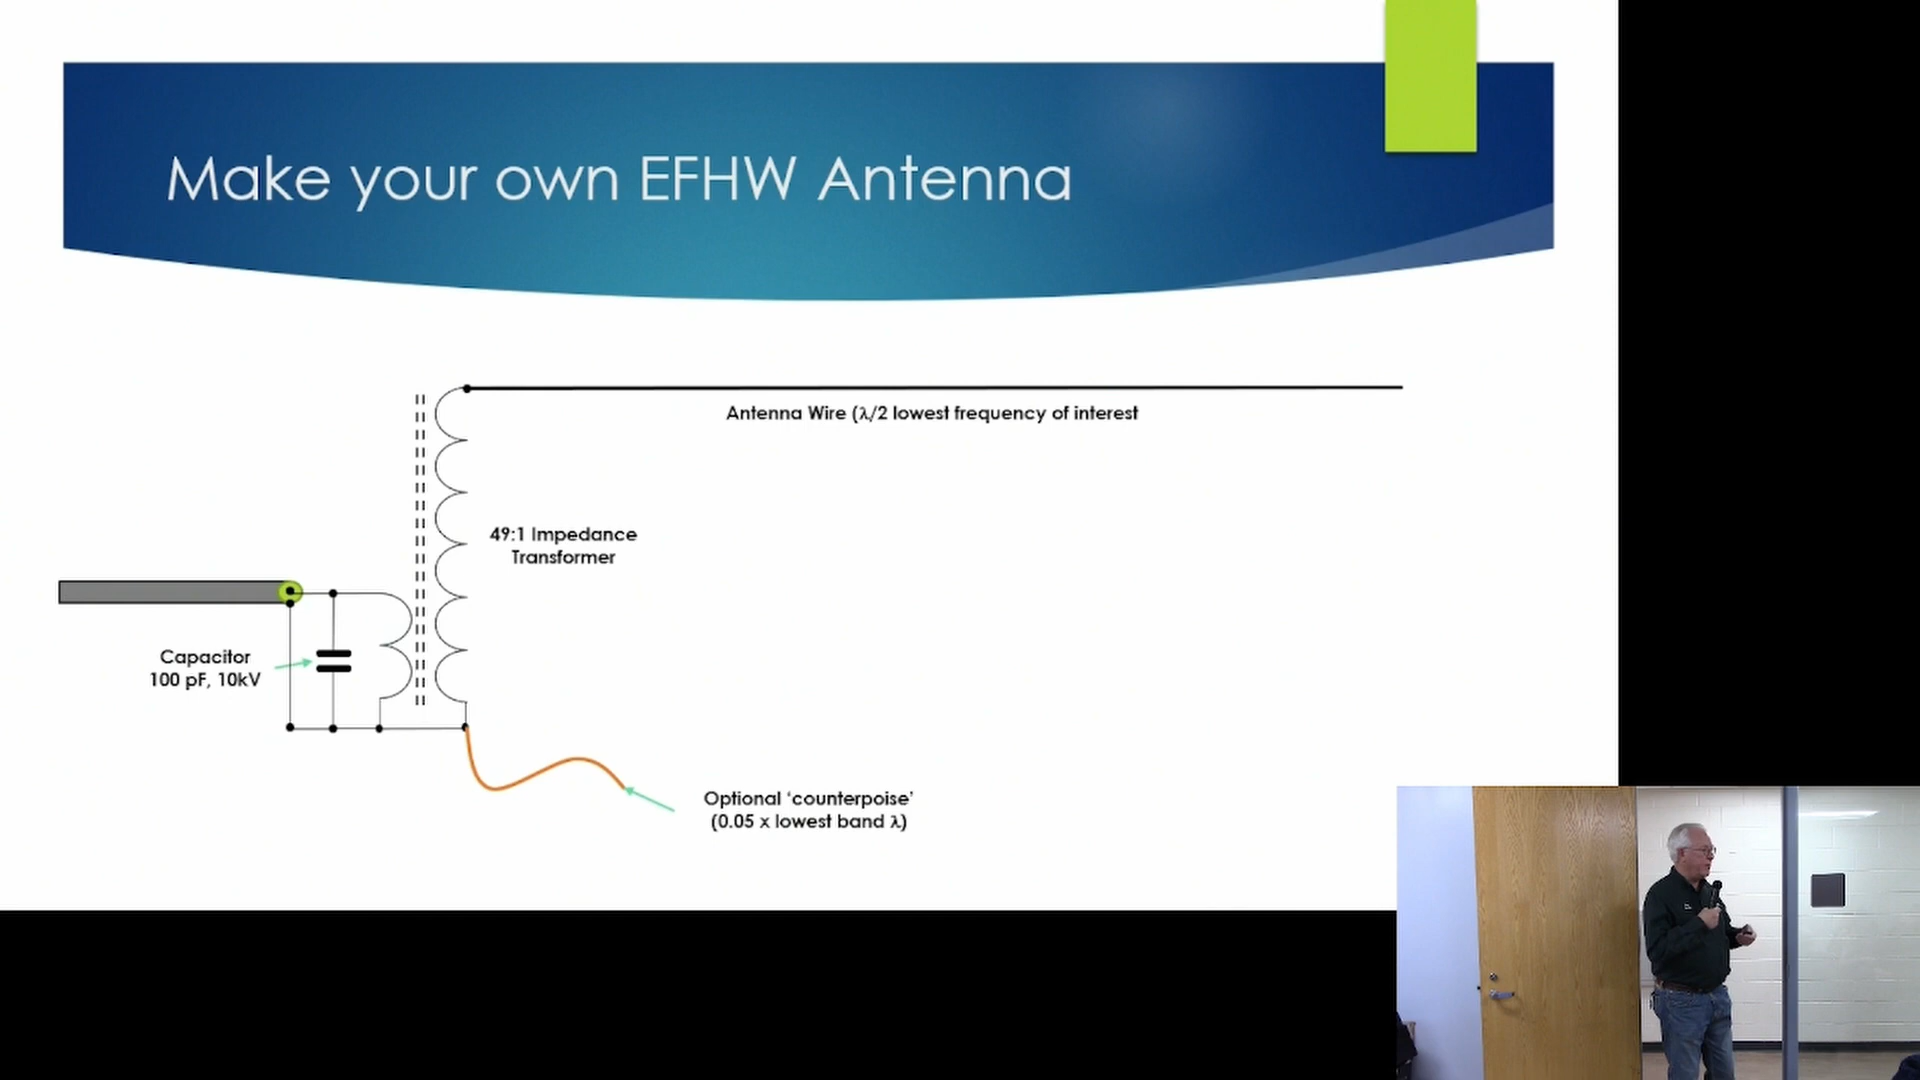 Make your own EFHW Antenna
Antenna Wire (λ/2 lowest frequency of interest
49:1 Impedance
Transformer
Capacitor
100 pF, 10kV
Optional ‘counterpoise’
(0.05 x lowest band λ)